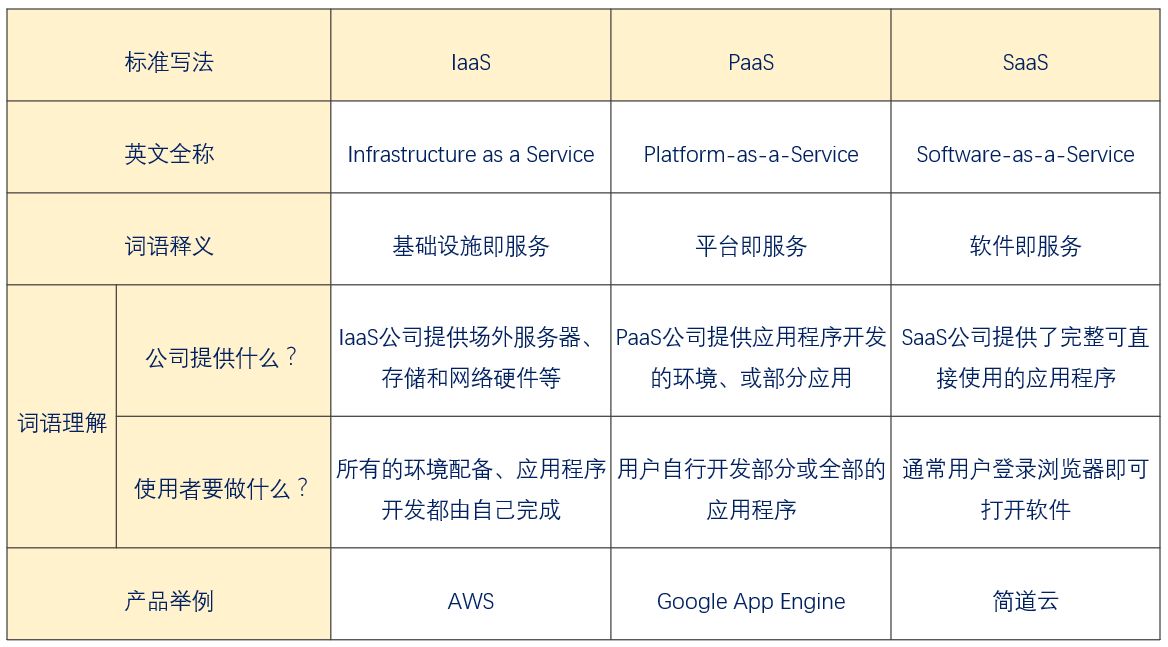 标准写法 IaaS PaaS SaaS
英文全称 Infrastructure as a Service Platform-as-a-Service Software-as-a-Service
词语释义 基础设施即服务 平台即服务 软件即服务
词语理解
公司提供什么？
IaaS公司提供场外服务器、
存储和网络硬件等
PaaS公司提供应用程序开发
的环境、或部分应用
SaaS公司提供了完整可直
接使用的应用程序
使用者要做什么？
所有的环境配备、应用程序
开发都由自己完成
用户自行开发部分或全部的
应用程序
通常用户登录浏览器即可
打开软件
产品举例 AWS Google App Engine 简道云